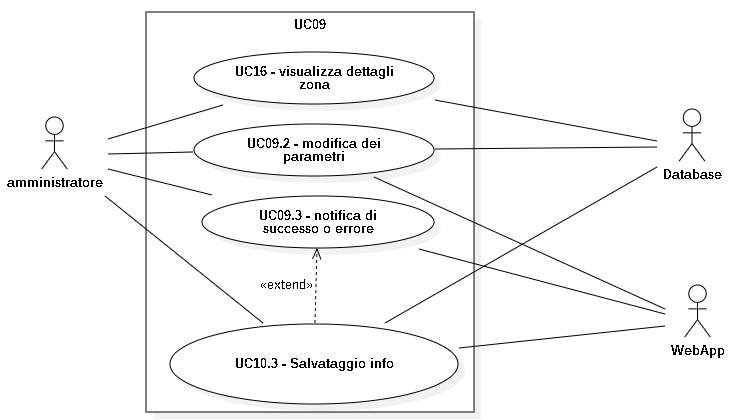 UC09
UC16 - visualizza dettagli
zona
UC09.2 - modifica dei
parametri
amministratore
Database
UC09.3 - notifica di
successo o errore
«extend»
WebApp
UC10.3 - Salvataggio info